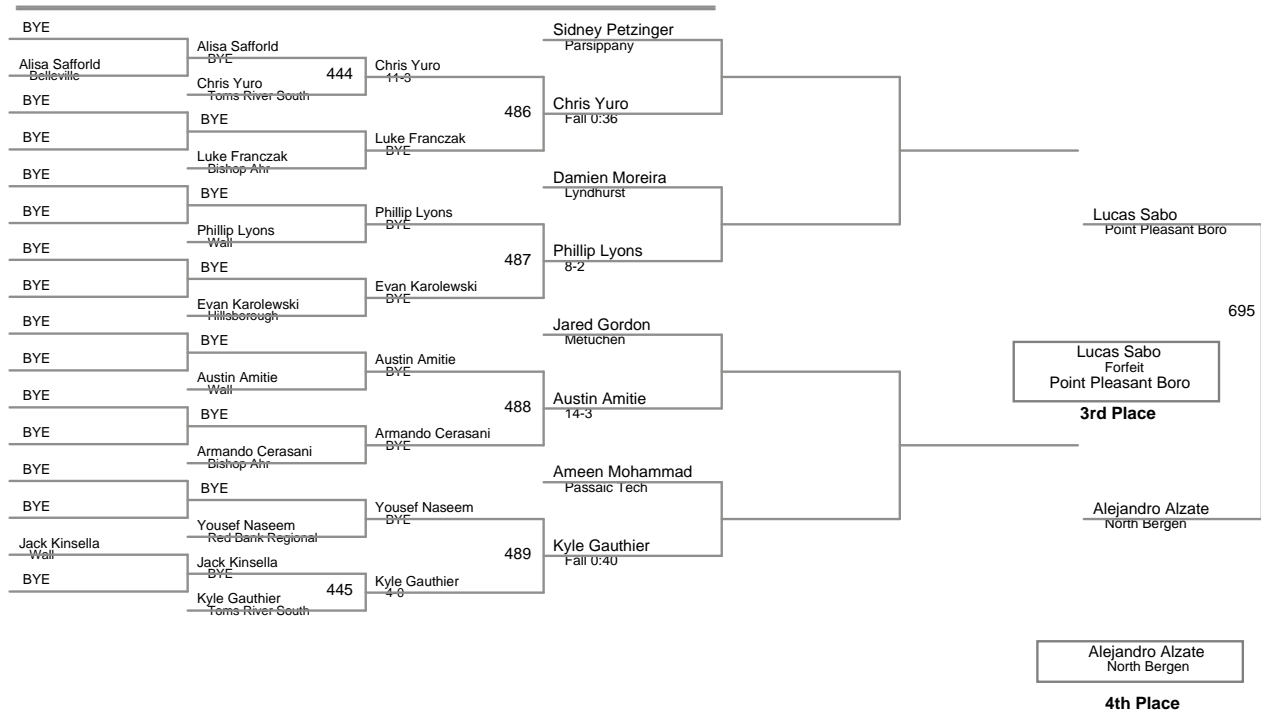 BYE
Alisa Safforld
Belleville
BYE
BYE
BYE
BYE
BYE
BYE
BYE
BYE
BYE
BYE
BYE
BYE
Jack Kinsella
Wall
BYE
Alisa Safforld
BYE
444
Chris Yuro
Toms River South
BYE
Luke Franczak
Bishop Ahr
BYE
Phillip Lyons
Wall
BYE
Evan Karolewski
Hillsborough
BYE
Austin Amitie
Wall
BYE
Armando Cerasani
Bishop Ahr
BYE
Yousef Naseem
Red Bank Regional
Jack Kinsella
BYE
445
Kyle Gauthier
Toms River South
Chris Yuro
11-3
486
Luke Franczak
BYE
Phillip Lyons
BYE
487
Evan Karolewski
BYE
Austin Amitie
BYE
488
Armando Cerasani
BYE
Yousef Naseem
BYE
489
Kyle Gauthier
4-0
Sidney Petzinger
Parsippany
Chris Yuro
Fall 0:36
Damien Moreira
Lyndhurst
Phillip Lyons
8-2
Jared Gordon
Metuchen
Austin Amitie
14-3
Ameen Mohammad
Passaic Tech
Kyle Gauthier
Fall 0:40
Lucas Sabo
Point Pleasant Boro
695
Lucas Sabo
Forfeit
Point Pleasant Boro
3rd Place
Alejandro Alzate
North Bergen
Alejandro Alzate
North Bergen
4th Place